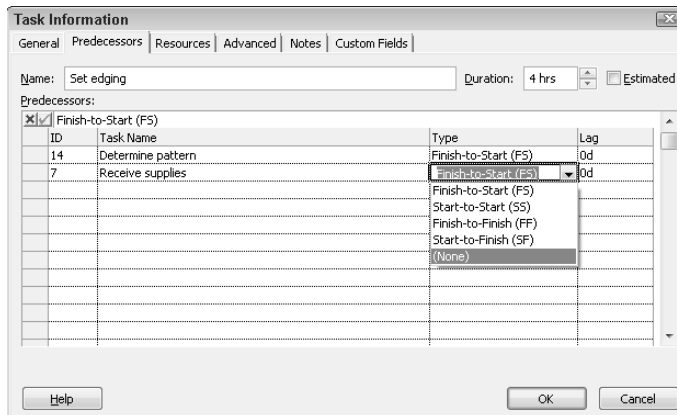 Task Information
General Predecessors Resources Advanced Notes Custom Fields
Name: Set edging Duration: 4 hrs Estimated
Predecessors:
Finish-to-Start (FS)
ID Task Name Type Lag
14 Determine pattern Finish-to-Start (FS) 0d
7 Receive supplies Finish-to-Start (FS) 0d
Finish-to-Start (FS)
Start-to-Start (SS)
Finish-to-Finish (FF)
Start-to-Finish (SF)
(None)
Help OK Cancel